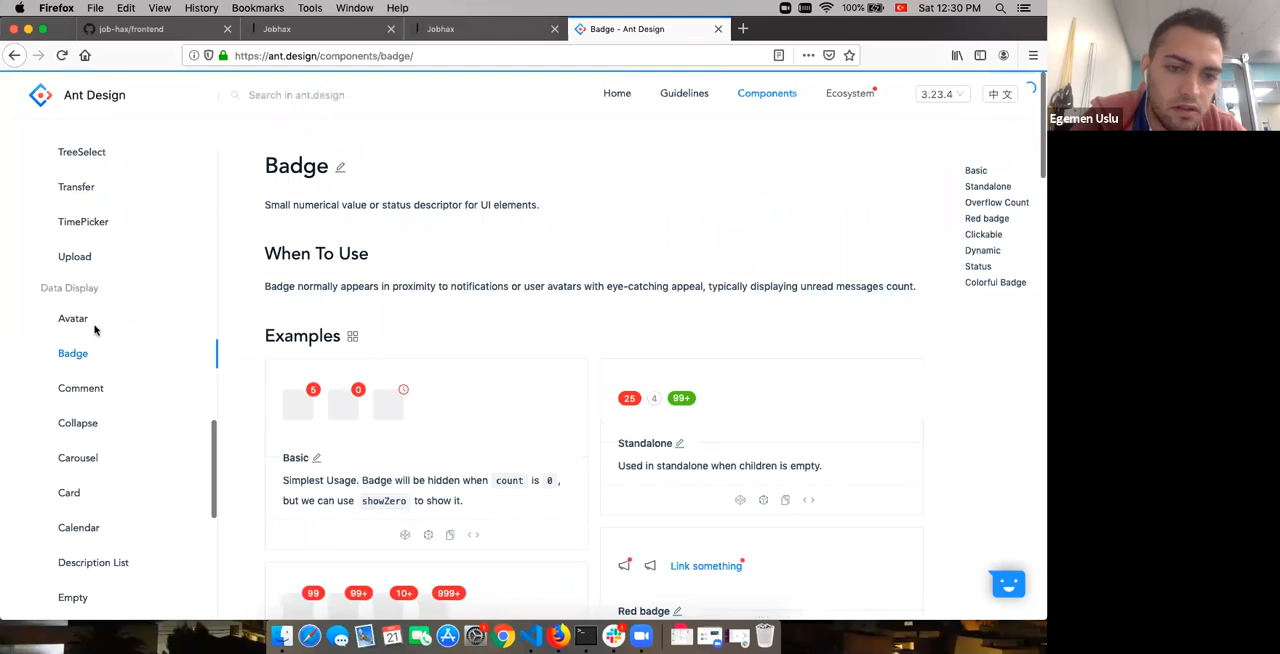 Firefox File Edit View History Bookmarks Tools Window Help 100% Sat 12:30 PM
job-hax/frontend Jobhax Jobhax Badge - Ant Design
https://ant.design/components/badge/
Ant Design Search in ant.design Home Guidelines Components Ecosystem 3.23.4 中 文
Egemen Uslu
TreeSelect
Transfer
TimePicker
Upload
Data Display
Avatar
Badge
Comment
Collapse
Carousel
Card
Calendar
Description List
Empty
Badge
Small numerical value or status descriptor for UI elements.
When To Use
Badge normally appears in proximity to notifications or user avatars with eye-catching appeal, typically displaying unread messages count.
Examples
5 0
Basic
Simplest Usage. Badge will be hidden when count is 0 ,
but we can use showZero to show it.
99 99+ 10+ 999+
25 4 99+
Standalone
Used in standalone when children is empty.
Link something
Red badge
Basic
Standalone
Overflow Count
Red badge
Clickable
Dynamic
Status
Colorful Badge
21